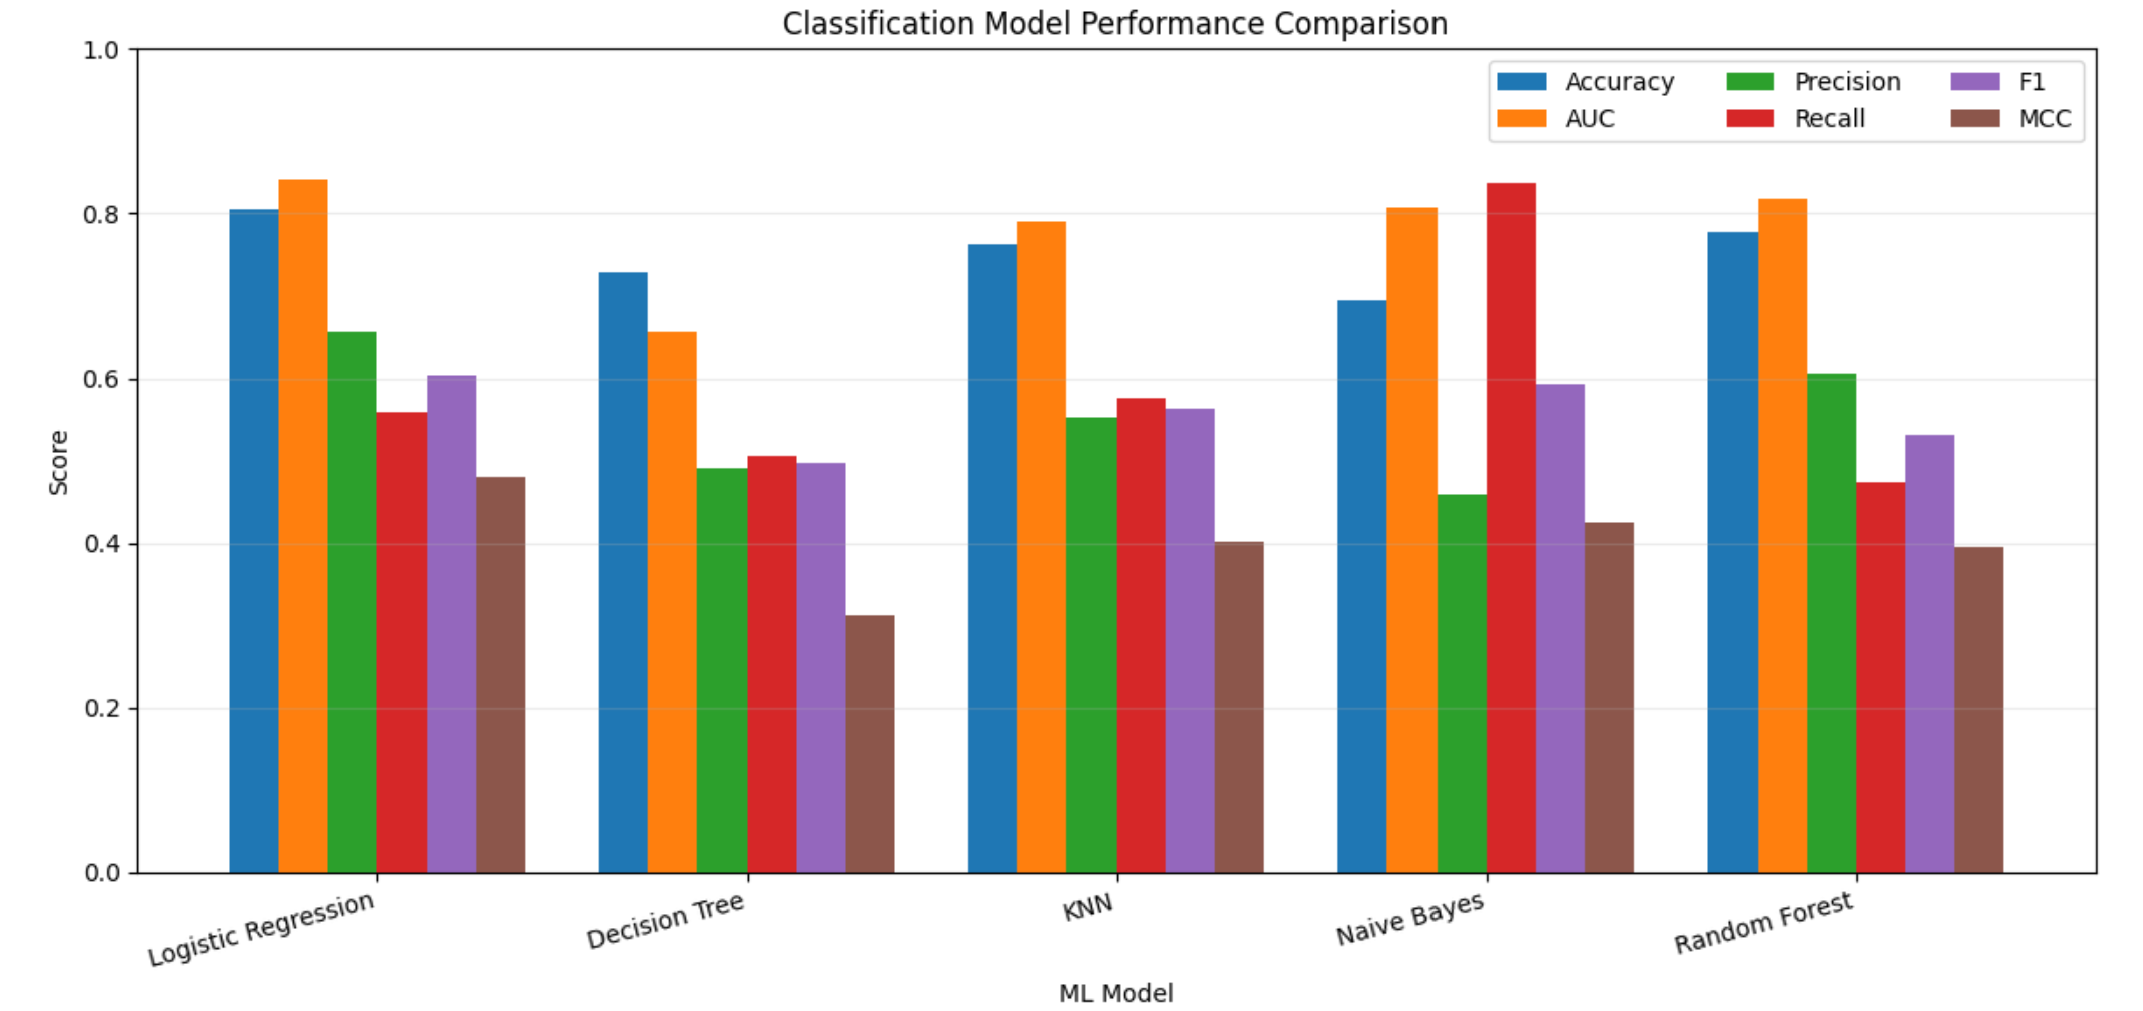 Classification Model Performance Comparison
1.0
0.8
0.6
0.4
0.2
0.0
Score
Accuracy Precision F1
AUC Recall MCC
Logistic Regression
Decision Tree
KNN
Naive Bayes
Random Forest
ML Model